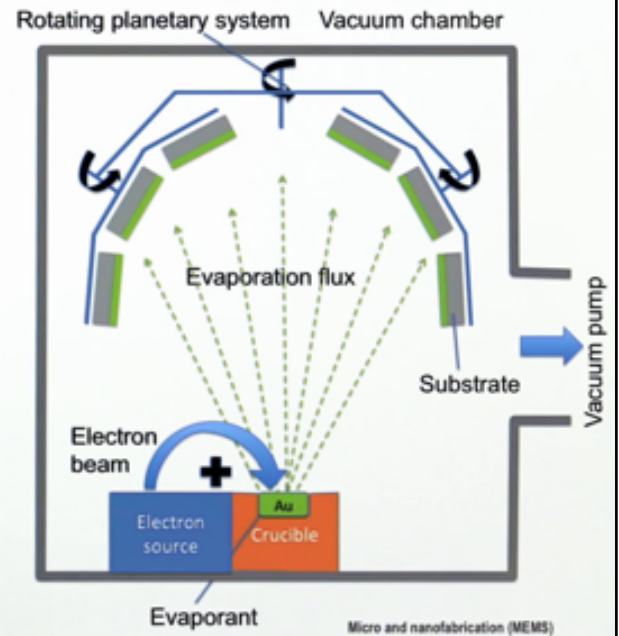 Rotating planetary system
Vacuum chamber
Evaporation flux
Vacuum pump
Substrate
Electron
beam
Au
Electron
source
Crucible
Evaporant
Micro and nanofabrication (MEMS)